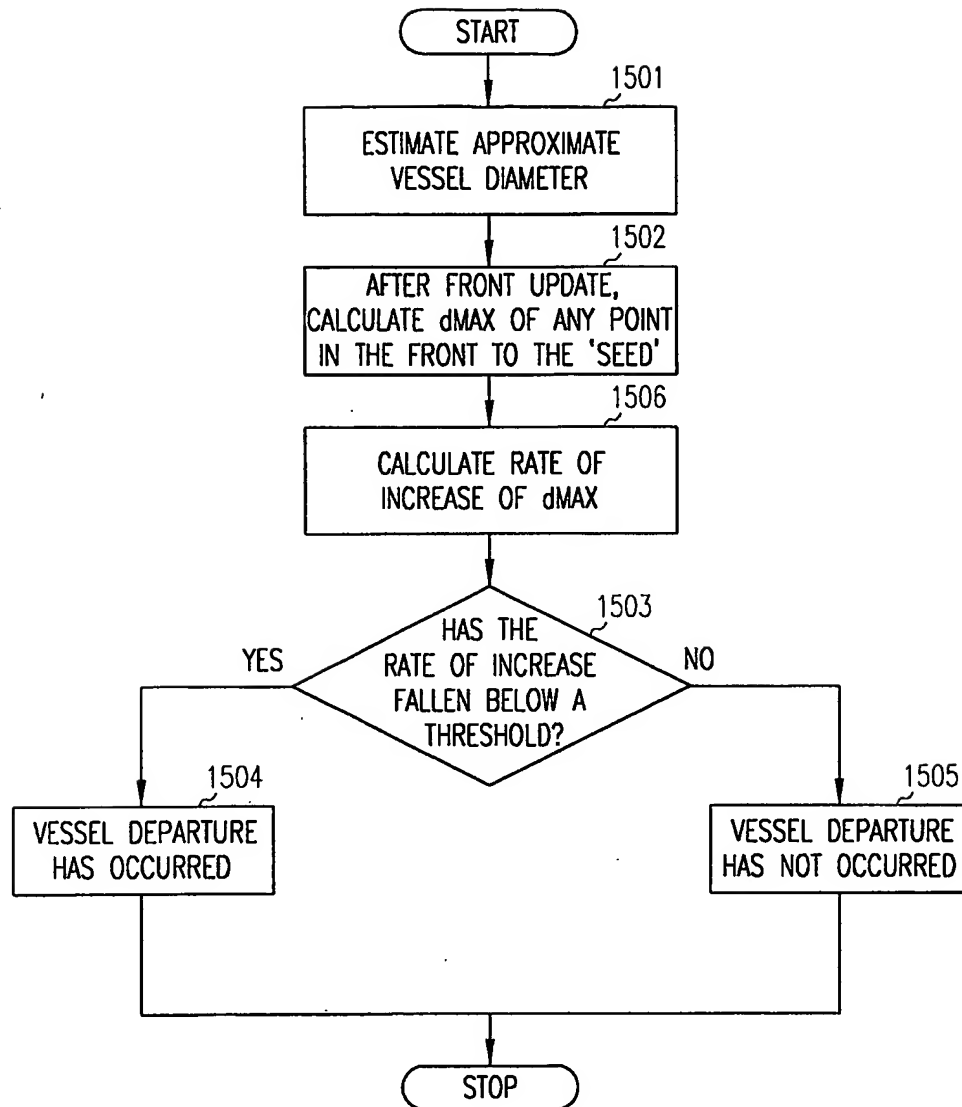 START
1501
ESTIMATE APPROXIMATE
VESSEL DIAMETER
1502
AFTER FRONT UPDATE,
CALCULATE dMAX OF ANY POINT
IN THE FRONT TO THE 'SEED'
1506
CALCULATE RATE OF
INCREASE OF dMAX
1503
HAS THE
RATE OF INCREASE
FALLEN BELOW A
THRESHOLD?
YES
NO
1504
VESSEL DEPARTURE
HAS OCCURRED
1505
VESSEL DEPARTURE
HAS NOT OCCURRED
STOP